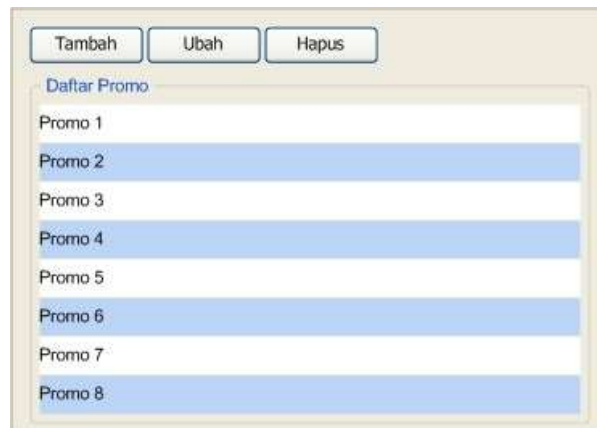 Tambah Ubah Hapus
Daftar Promo
Promo 1
Promo 2
Promo 3
Promo 4
Promo 5
Promo 6
Promo 7
Promo 8